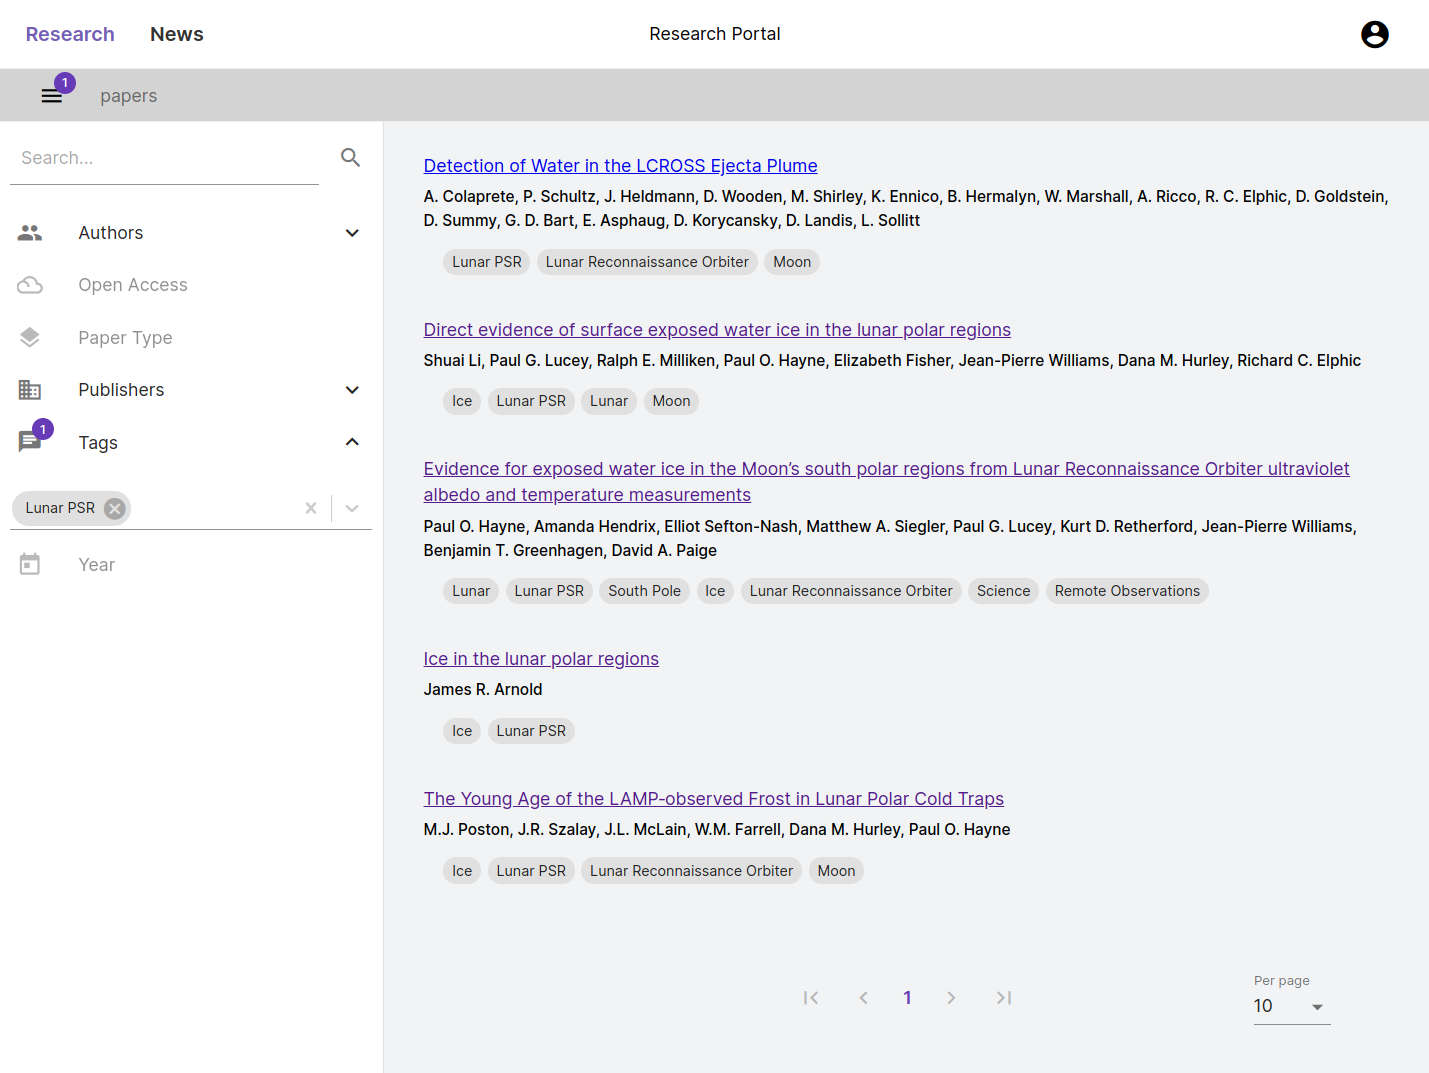 Research News Research Portal
1
papers
Search...
Authors
Open Access
Paper Type
Publishers
1
Tags
Lunar PSR
Year
Detection of Water in the LCROSS Ejecta Plume
A. Colaprete, P. Schultz, J. Heldmann, D. Wooden, M. Shirley, K. Ennico, B. Hermalyn, W. Marshall, A. Ricco, R. C. Elphic, D. Goldstein,
D. Summy, G. D. Bart, E. Asphaug, D. Korycansky, D. Landis, L. Sollitt
Lunar PSR Lunar Reconnaissance Orbiter Moon
Direct evidence of surface exposed water ice in the lunar polar regions
Shuai Li, Paul G. Lucey, Ralph E. Milliken, Paul O. Hayne, Elizabeth Fisher, Jean-Pierre Williams, Dana M. Hurley, Richard C. Elphic
Ice Lunar PSR Lunar Moon
Evidence for exposed water ice in the Moon’s south polar regions from Lunar Reconnaissance Orbiter ultraviolet
albedo and temperature measurements
Paul O. Hayne, Amanda Hendrix, Elliot Sefton-Nash, Matthew A. Siegler, Paul G. Lucey, Kurt D. Retherford, Jean-Pierre Williams,
Benjamin T. Greenhagen, David A. Paige
Lunar Lunar PSR South Pole Ice Lunar Reconnaissance Orbiter Science Remote Observations
Ice in the lunar polar regions
James R. Arnold
Ice Lunar PSR
The Young Age of the LAMP-observed Frost in Lunar Polar Cold Traps
M.J. Poston, J.R. Szalay, J.L. McLain, W.M. Farrell, Dana M. Hurley, Paul O. Hayne
Ice Lunar PSR Lunar Reconnaissance Orbiter Moon
1
Per page
10